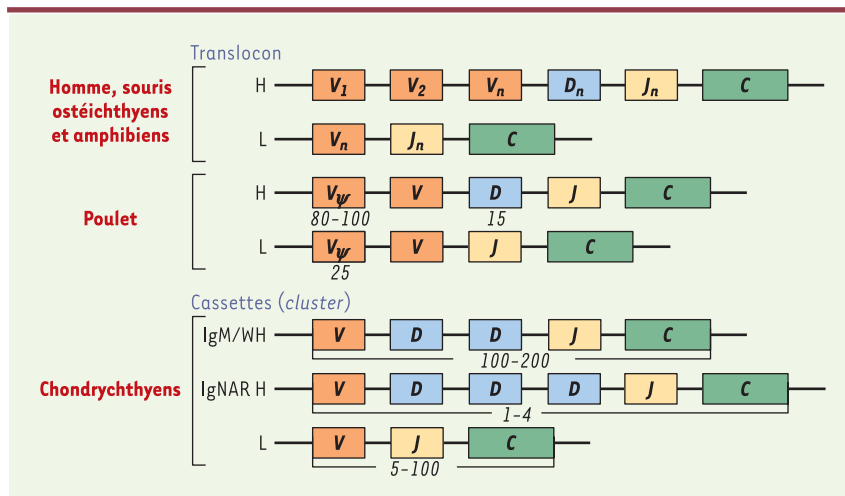 Translocon
Homme, souris
ostéichthyens
et amphibiens
H V1 V2 Vn Dn Jn C
L Vn Jn C
Poulet
H Vψ V D J C
80-100 15
L Vψ V J C
25
Cassettes (cluster)
Chondrychthyens
IgM/WH V D D J C
100-200
IgNAR H V D D D J C
1-4
L V J C
5-100